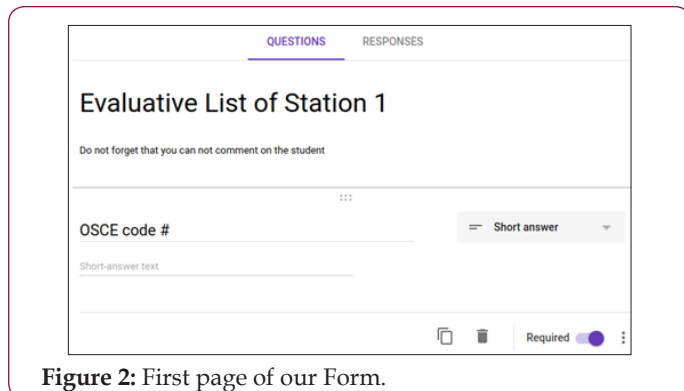 QUESTIONS RESPONSES
Evaluative List of Station 1
Do not forget that you can not comment on the student
OSCE code #
Short answer
Short-answer text
Required
Figure 2: First page of our Form.